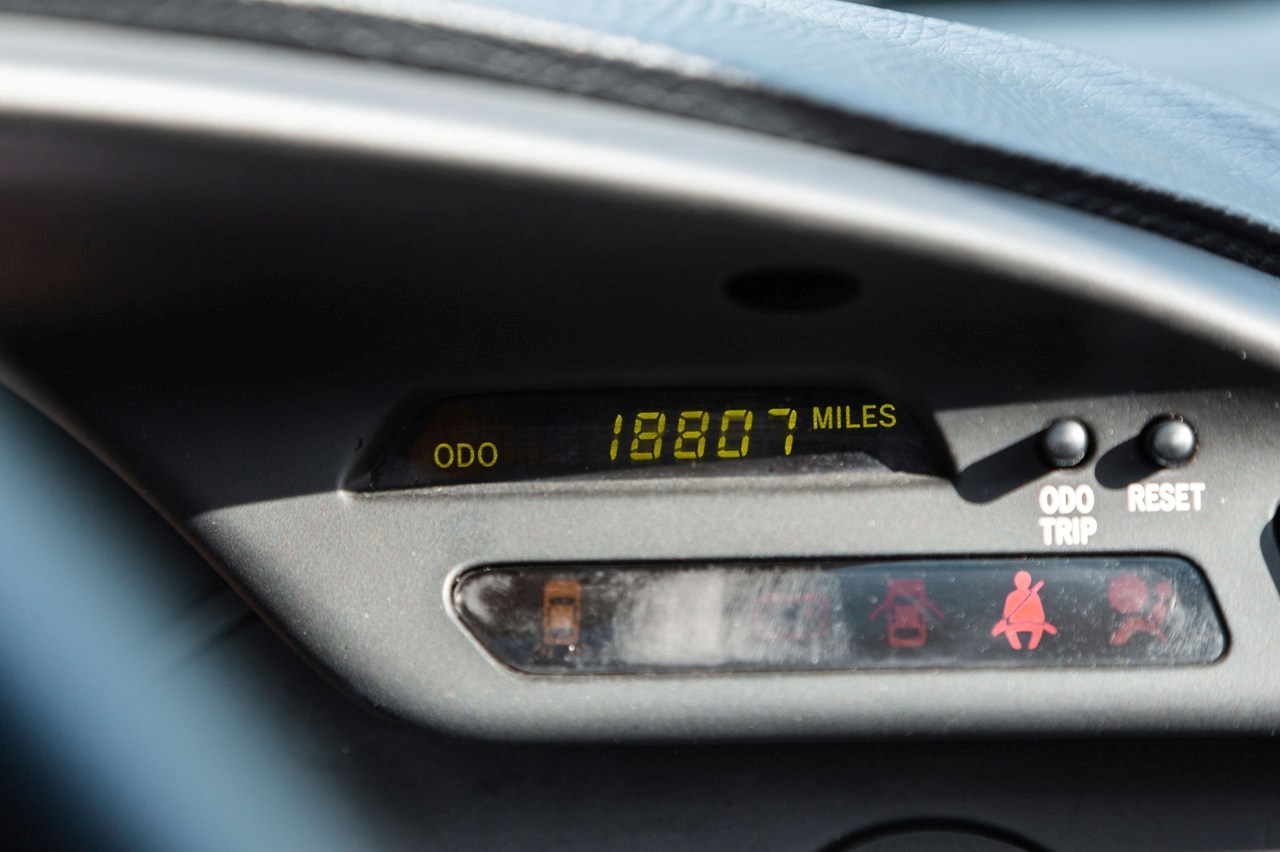 ODO 18807 MILES
ODO
TRIP
RESET